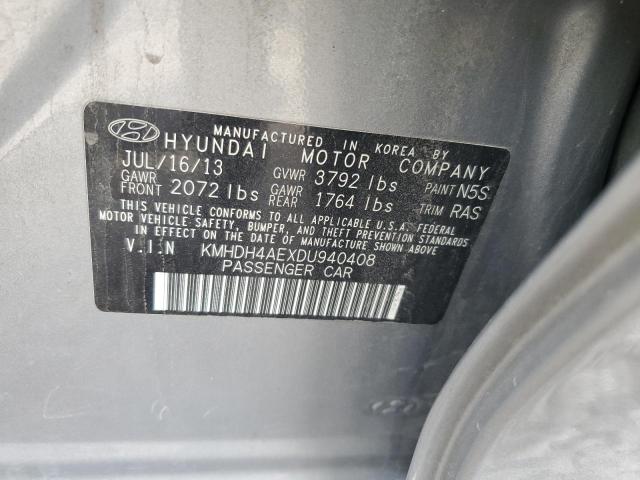 MANUFACTURED IN KOREA BY
HYUNDAI MOTOR COMPANY
JUL/16/13 GVWR 3792 lbs PAINT N5S
GAWR FRONT 2072 lbs GAWR REAR 1764 lbs TRIM RAS
THIS VEHICLE CONFORMS TO ALL APPLICABLE U.S.A. FEDERAL
MOTOR VEHICLE SAFETY, BUMPER, AND THEFT PREVENTION STANDARDS
IN EFFECT ON THE DATE OF MANUFACTURE SHOWN ABOVE.
V.I.N KMHDH4AEXDU940408
PASSENGER CAR